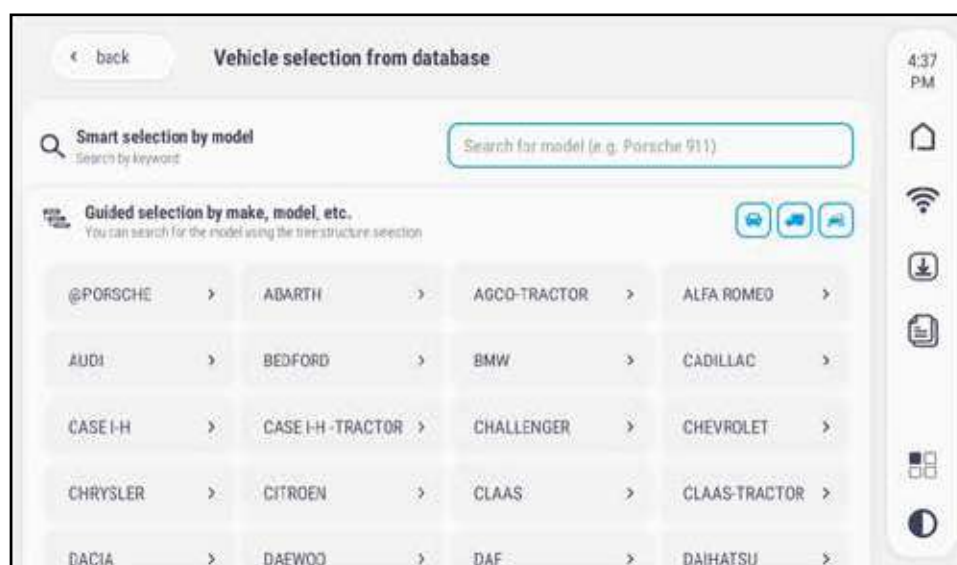 back
Vehicle selection from database
4:37
PM
Smart selection by model
Search by keyword
Search for model (e.g. Porsche 911)
Guided selection by make, model, etc.
You can search for the model using the tree structure selection
@PORSCHE
ABARTH
AGCO-TRACTOR
ALFA ROMEO
AUDI
BEDFORD
BMW
CADILLAC
CASE I-H
CASE I-H -TRACTOR
CHALLENGER
CHEVROLET
CHRYSLER
CITROEN
CLAAS
CLAAS-TRACTOR
DACIA
DAEWOO
DAF
DAIHATSU